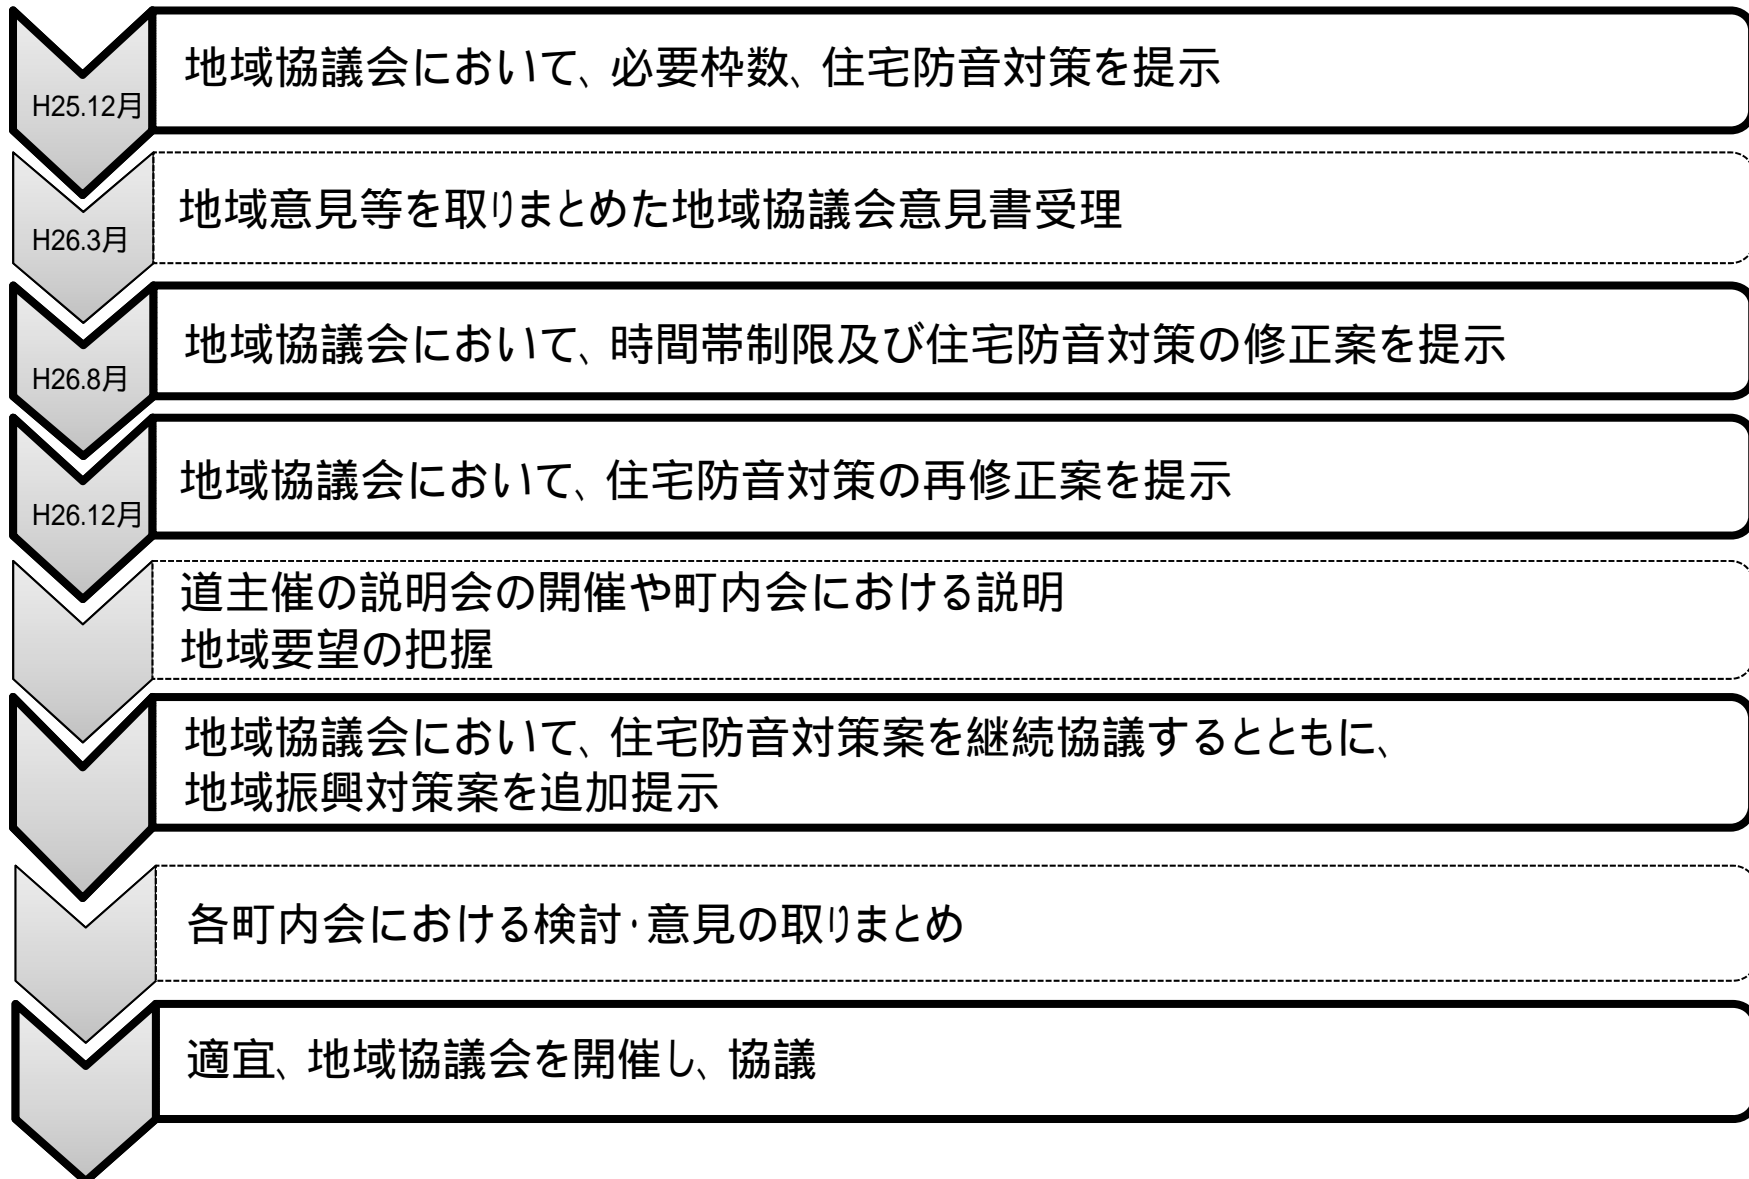 地域協議会において、必要枠数、住宅防音対策を提示
H25.12月
地域意見等を取りまとめた地域協議会意見書受理
H26.3月
地域協議会において、時間帯制限及び住宅防音対策の修正案を提示
H26.8月
地域協議会において、住宅防音対策の再修正案を提示
H26.12月
道主催の説明会の開催や町内会における説明
地域要望の把握
地域協議会において、住宅防音対策案を継続協議するとともに、
地域振興対策案を追加提示
各町内会における検討・意見の取りまとめ
適宜、地域協議会を開催し、協議